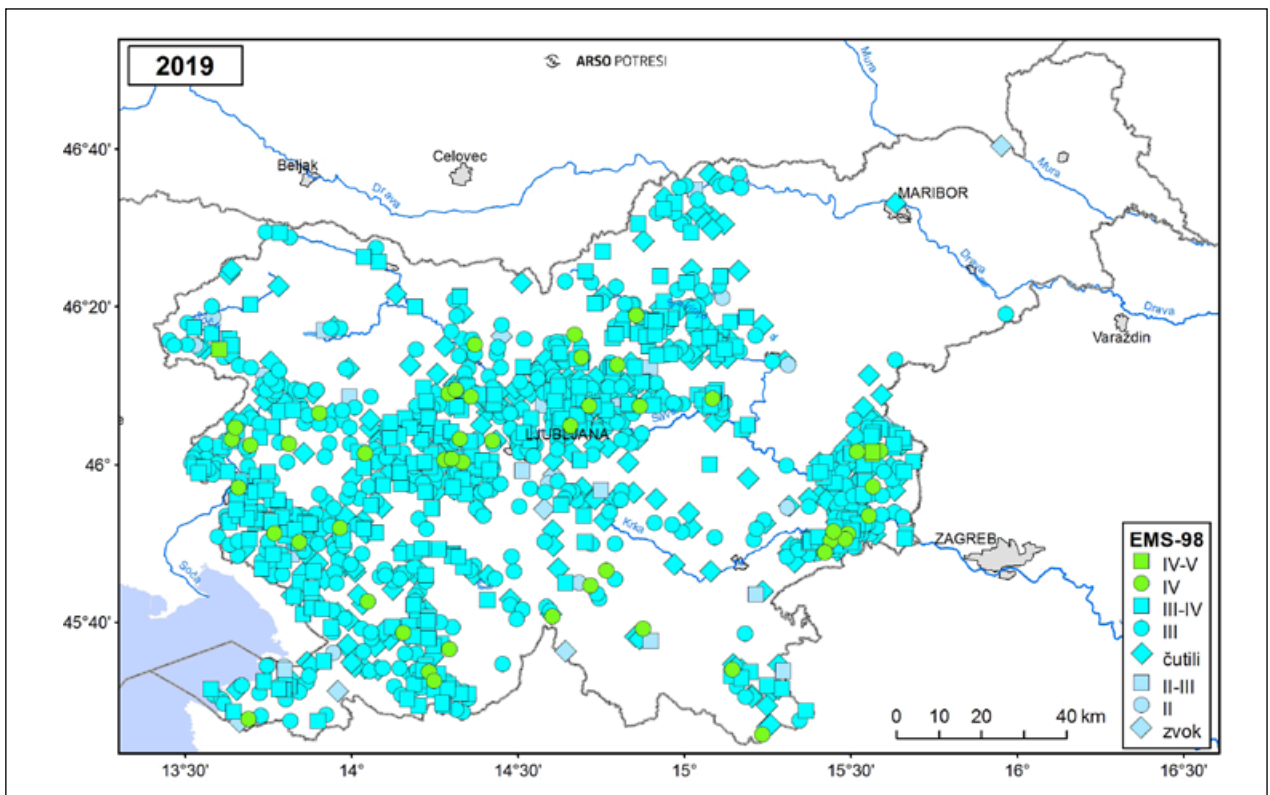 2019
ARSO POTRESI
Mura
46°40'
Beljak
Celovec
Drava
Mura
MARIBOR
Drava
46°20'
Drava
Varaždin
Sava
LJUBLJANA
46°
Krka
ZAGREB
Soča
45°40'
EMS-98
IV-V
IV
III-IV
III
čutili
II-III
II
zvok
0 10 20 40 km
13°30' 14° 14°30' 15° 15°30' 16° 16°30'